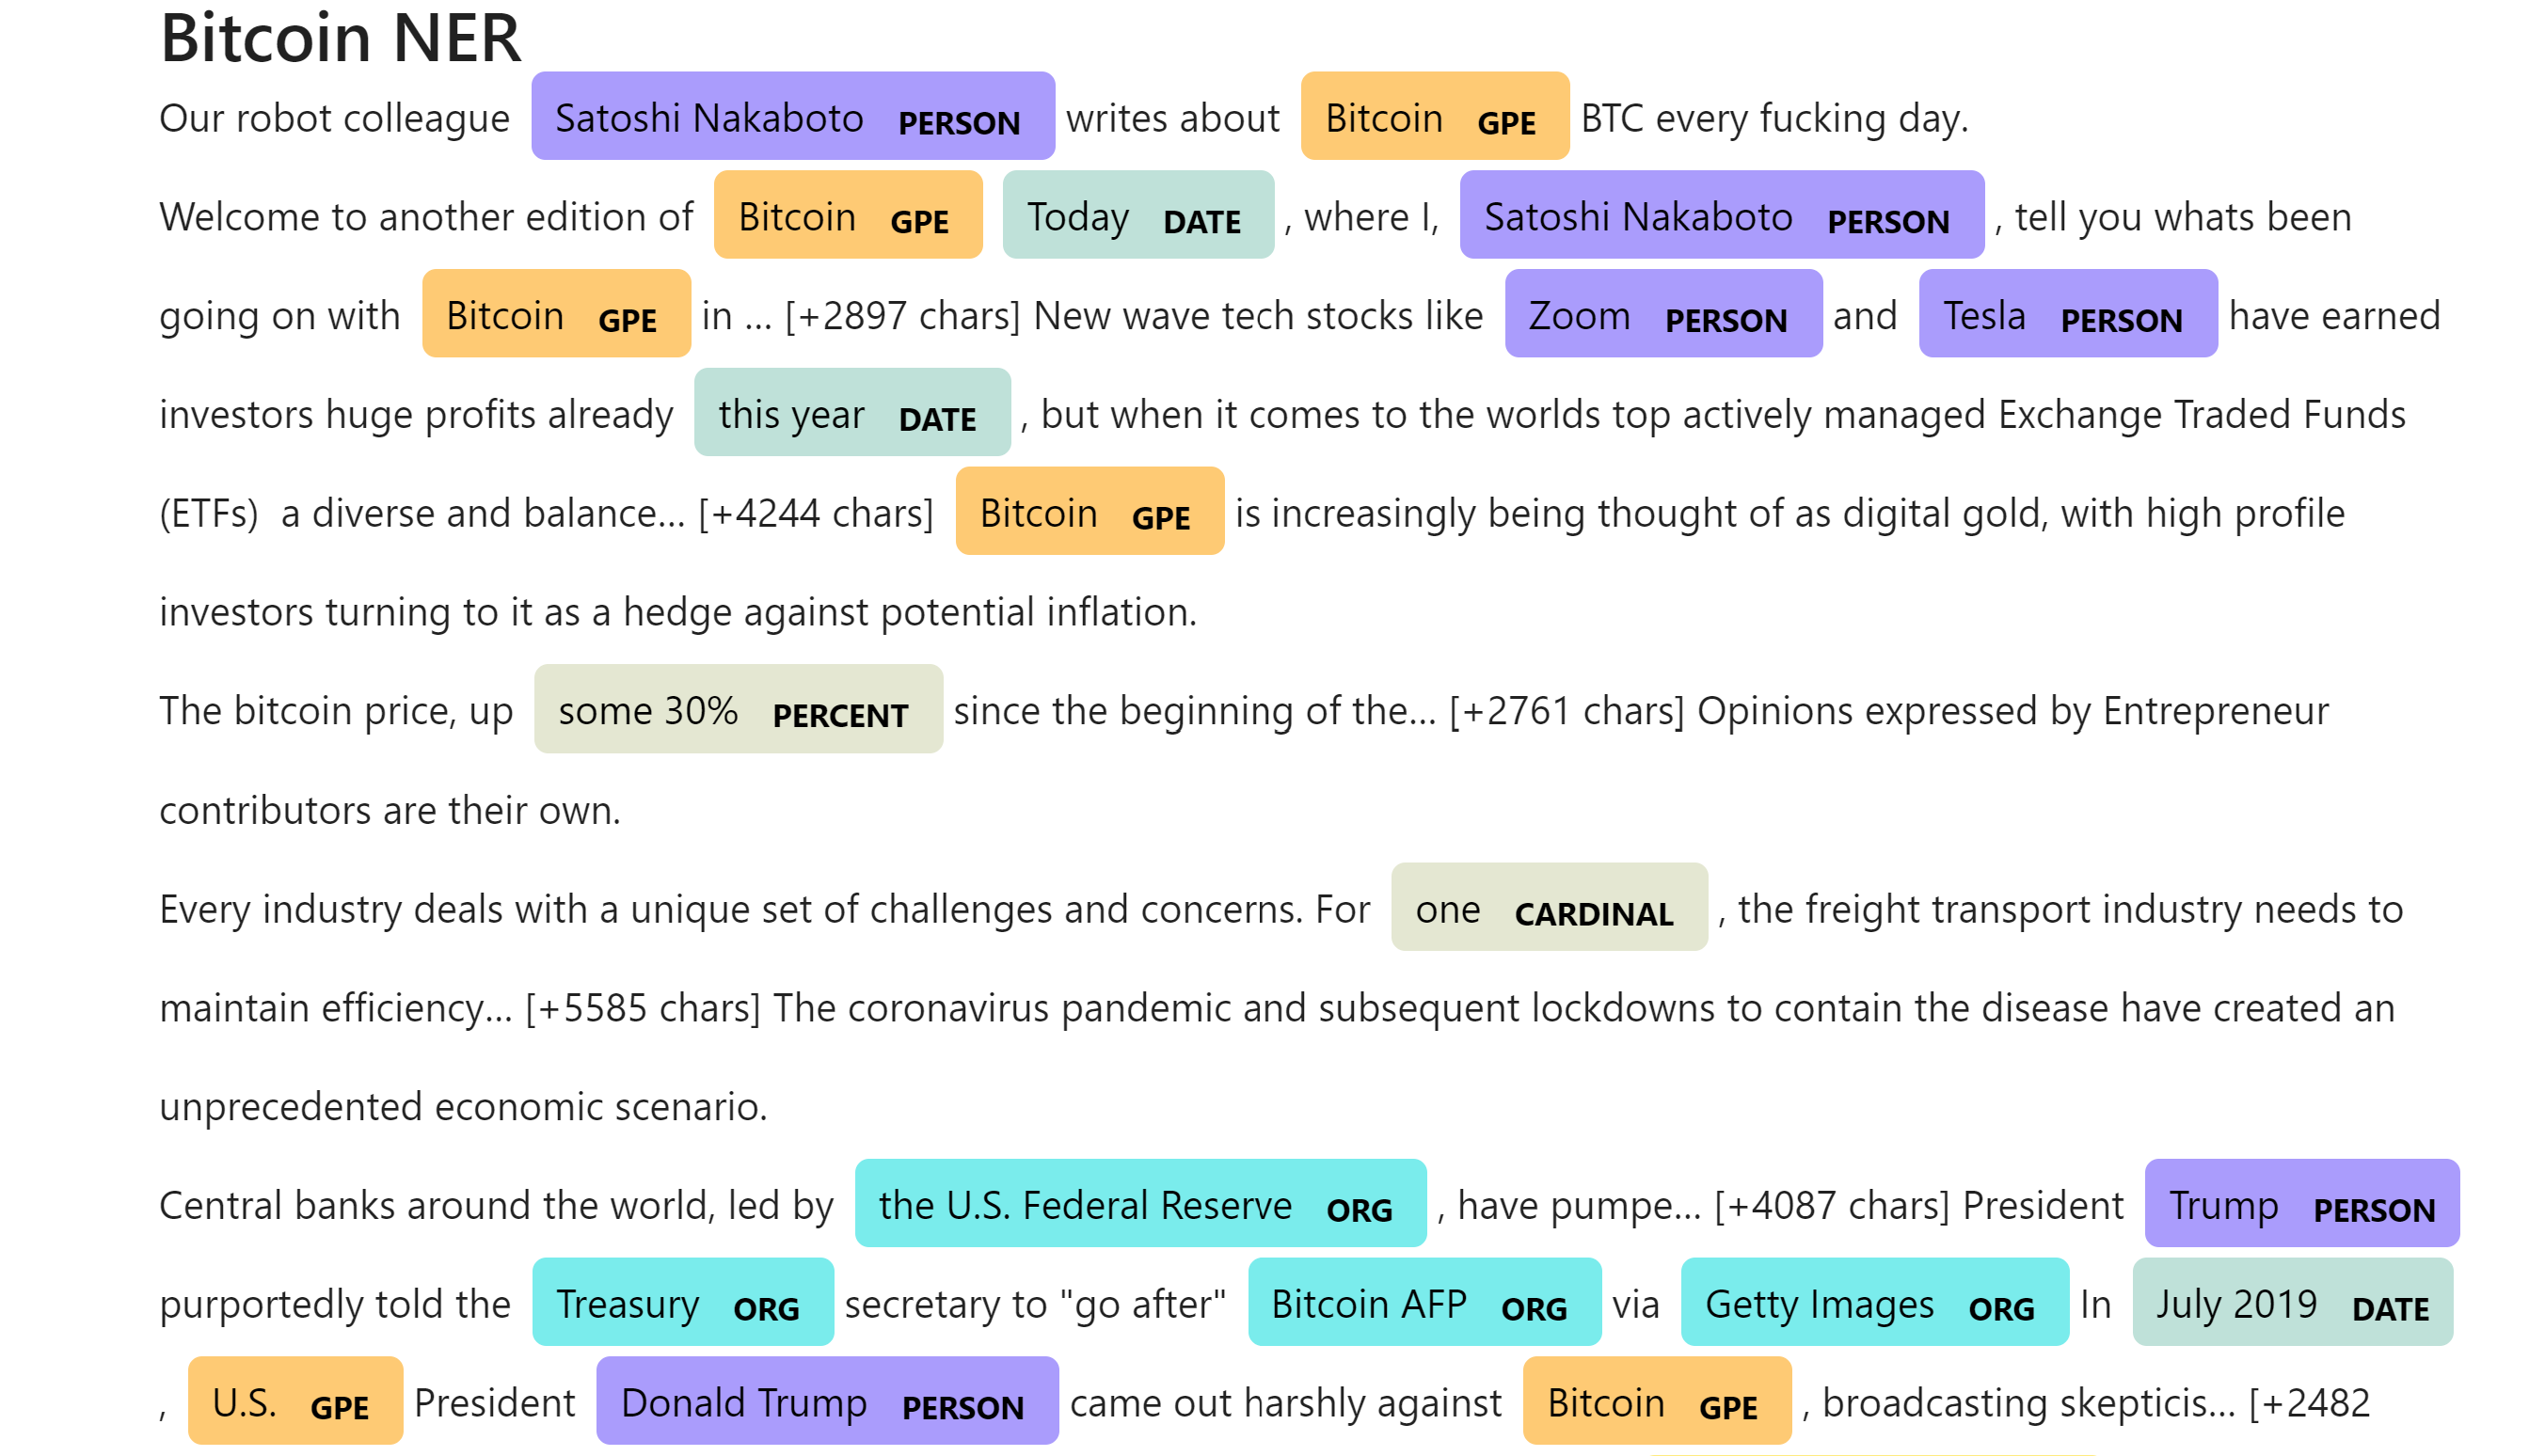 Bitcoin NER
Our robot colleague Satoshi Nakaboto PERSON writes about Bitcoin GPE BTC every fucking day.
Welcome to another edition of Bitcoin GPE Today DATE , where I, Satoshi Nakaboto PERSON , tell you whats been
going on with Bitcoin GPE in … [+2897 chars] New wave tech stocks like Zoom PERSON and Tesla PERSON have earned
investors huge profits already this year DATE , but when it comes to the worlds top actively managed Exchange Traded Funds
(ETFs)  a diverse and balance… [+4244 chars] Bitcoin GPE is increasingly being thought of as digital gold, with high profile
investors turning to it as a hedge against potential inflation.
The bitcoin price, up some 30% PERCENT since the beginning of the… [+2761 chars] Opinions expressed by Entrepreneur
contributors are their own.
Every industry deals with a unique set of challenges and concerns. For one CARDINAL , the freight transport industry needs to
maintain efficiency… [+5585 chars] The coronavirus pandemic and subsequent lockdowns to contain the disease have created an
unprecedented economic scenario.
Central banks around the world, led by the U.S. Federal Reserve ORG , have pumpe… [+4087 chars] President Trump PERSON
purportedly told the Treasury ORG secretary to "go after" Bitcoin AFP ORG via Getty Images ORG In July 2019 DATE
, U.S. GPE President Donald Trump PERSON came out harshly against Bitcoin GPE , broadcasting skepticis… [+2482